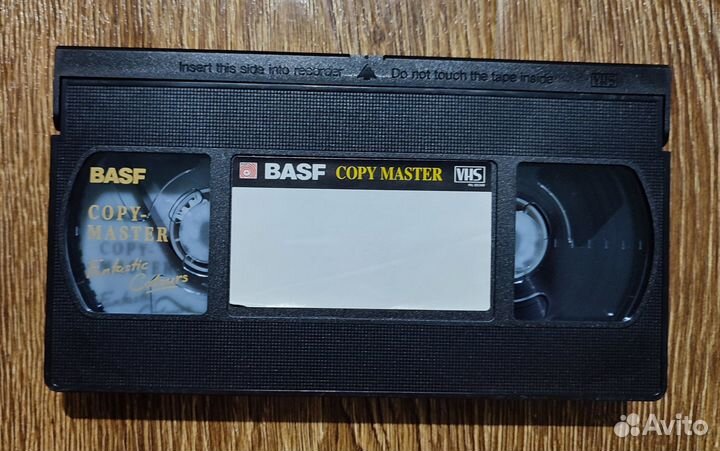 Insert this side into recorder Do not touch the tape inside VHS
BASF COPY MASTER VHS
BASF
COPY-
MASTER
Fantastic
Colours
Avito